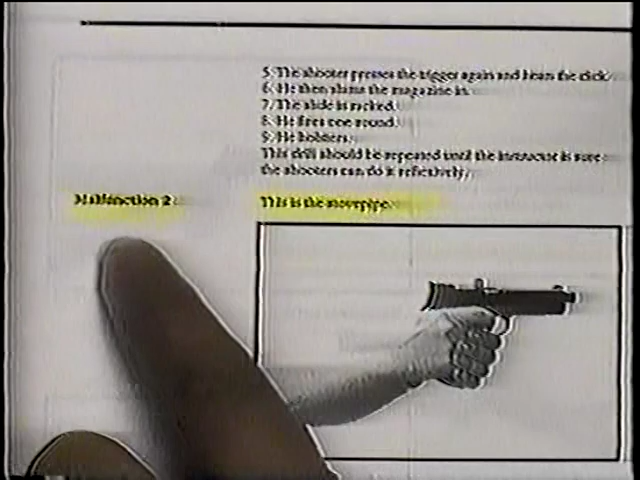 5. The shooter presses the trigger again and hears the click.
6. He then slams the magazine in.
7. The slide is racked.
8. He fires one round.
9. He holsters.
This drill should be repeated until the instructor is sure
the shooters can do it reflexively.
Malfunction 2
This is the stovepipe.